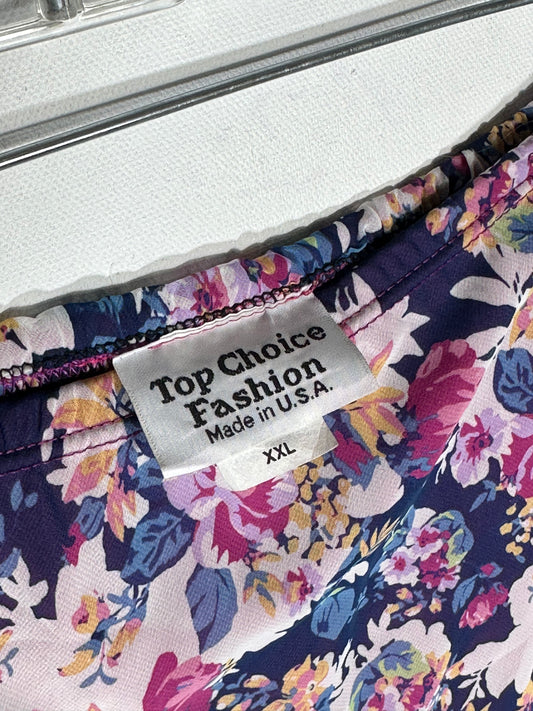 Top Choice
Fashion
Made in U.S.A.
XXL